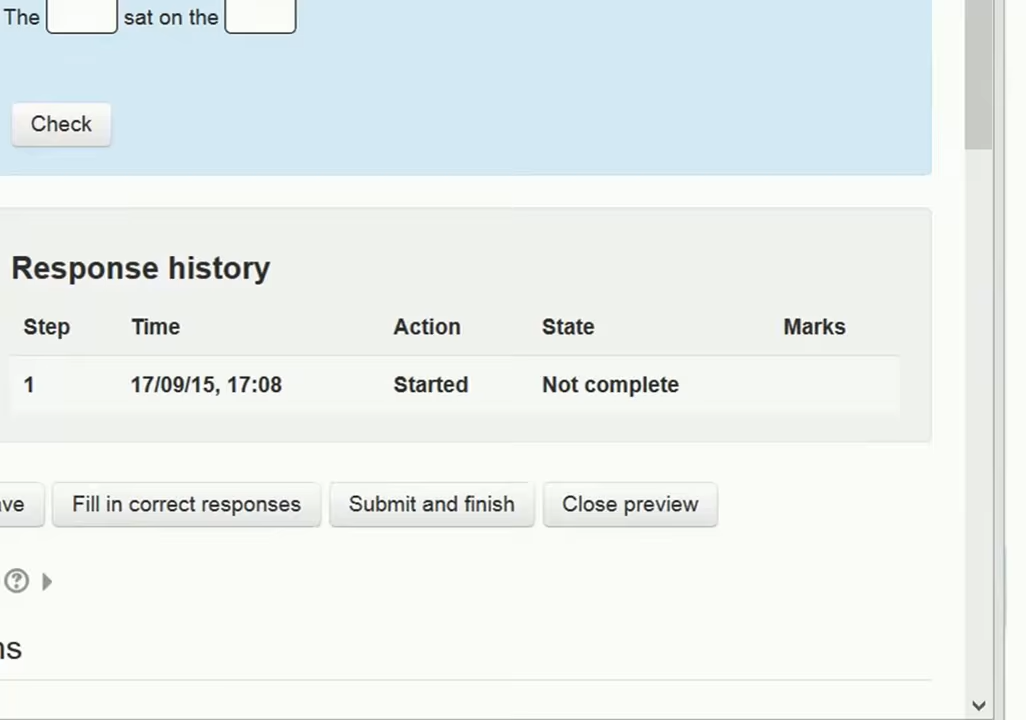 The sat on the
Check
Response history
Step Time Action State Marks
1 17/09/15, 17:08 Started Not complete
Fill in correct responses Submit and finish Close preview